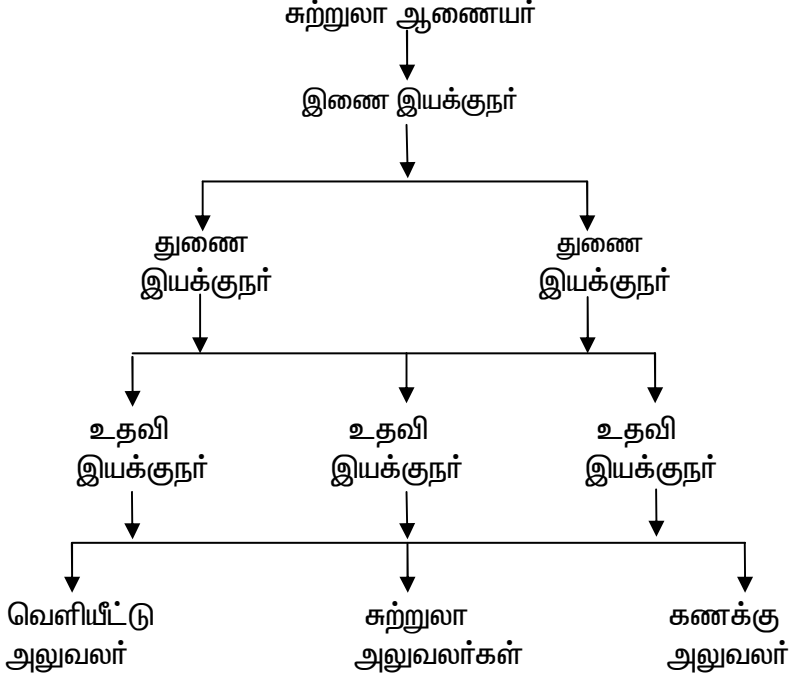 சுற்றுலா ஆணையர்
இணை இயக்குநர்
துணை
இயக்குநர்
துணை
இயக்குநர்
உதவி
இயக்குநர்
உதவி
இயக்குநர்
உதவி
இயக்குநர்
வெளியீட்டு
அலுவலர்
சுற்றுலா
அலுவலர்கள்
கணக்கு
அலுவலர்